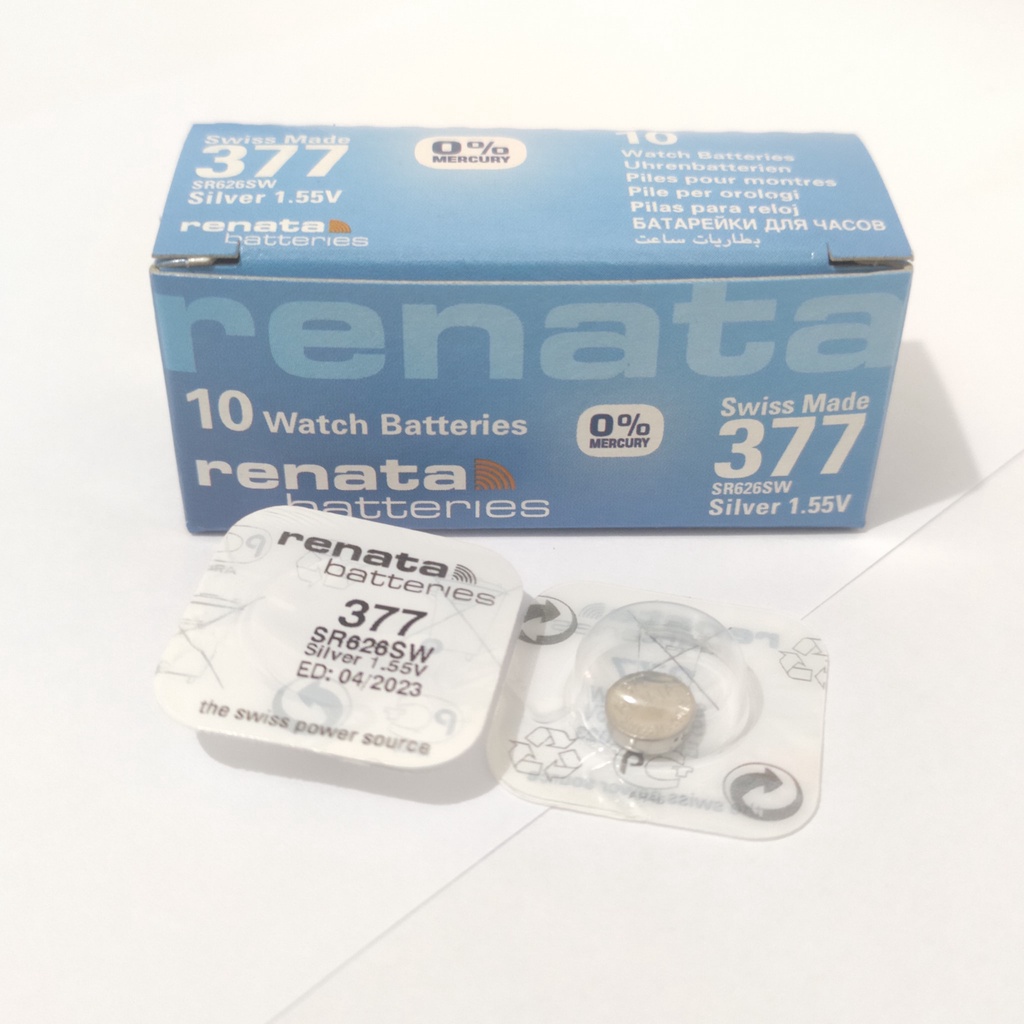 Swiss Made
377
SR626SW
Silver 1.55V
renata
batteries
0%
MERCURY
10
Watch Batteries
Uhrenbatterien
Piles pour montres
Pile per orologi
Pilas para reloj
БАТАРЕЙКИ ДЛЯ ЧАСОВ
بطاريات ساعت
renata
10 Watch Batteries
renata
batteries
0%
MERCURY
Swiss Made
377
SR626SW
Silver 1.55V
renata
batteries
377
SR626SW
Silver 1.55V
ED: 04/2023
the swiss power source